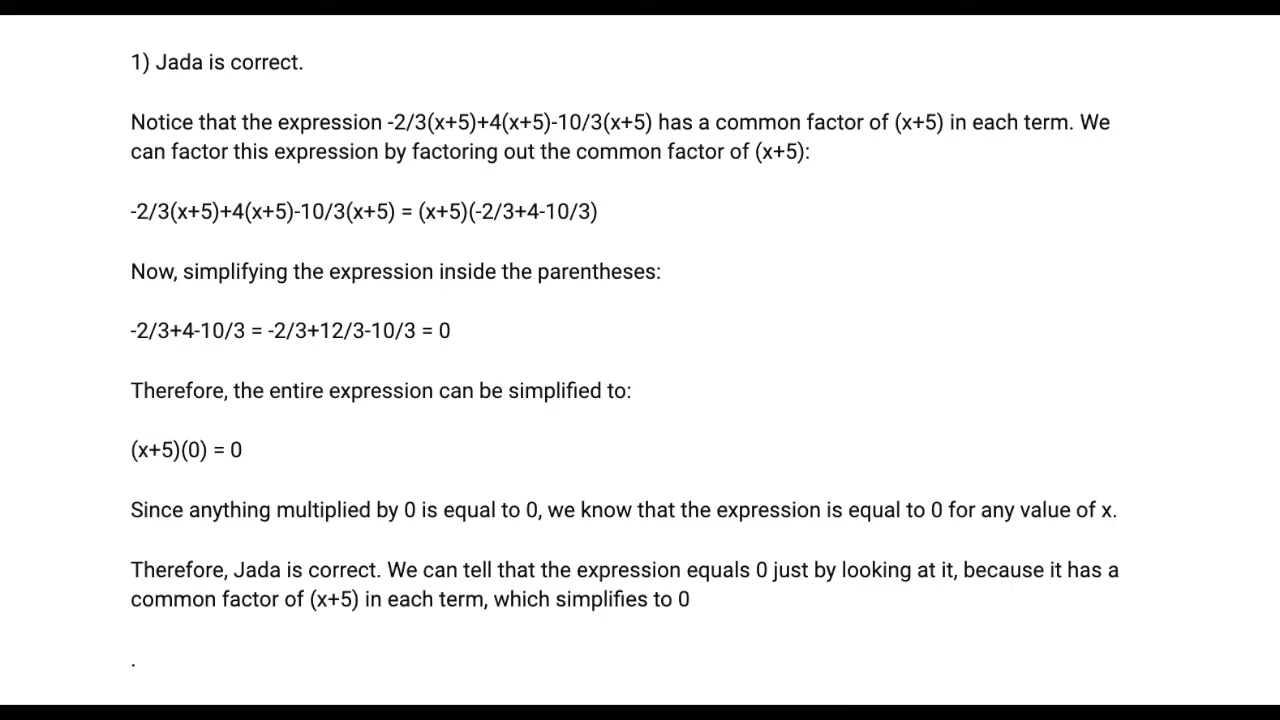 1) Jada is correct.
Notice that the expression -2/3(x+5)+4(x+5)-10/3(x+5) has a common factor of (x+5) in each term. We
can factor this expression by factoring out the common factor of (x+5):
-2/3(x+5)+4(x+5)-10/3(x+5) = (x+5)(-2/3+4-10/3)
Now, simplifying the expression inside the parentheses:
-2/3+4-10/3 = -2/3+12/3-10/3 = 0
Therefore, the entire expression can be simplified to:
(x+5)(0) = 0
Since anything multiplied by 0 is equal to 0, we know that the expression is equal to 0 for any value of x.
Therefore, Jada is correct. We can tell that the expression equals 0 just by looking at it, because it has a
common factor of (x+5) in each term, which simplifies to 0
.